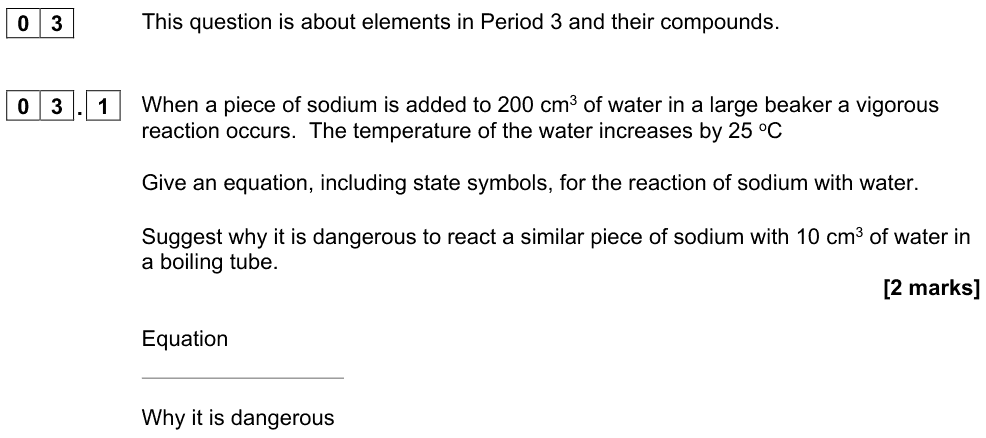 0 3 This question is about elements in Period 3 and their compounds.
0 3 . 1 When a piece of sodium is added to 200 cm³ of water in a large beaker a vigorous
reaction occurs. The temperature of the water increases by 25 ºC
Give an equation, including state symbols, for the reaction of sodium with water.
Suggest why it is dangerous to react a similar piece of sodium with 10 cm³ of water in
a boiling tube.
[2 marks]
Equation
Why it is dangerous